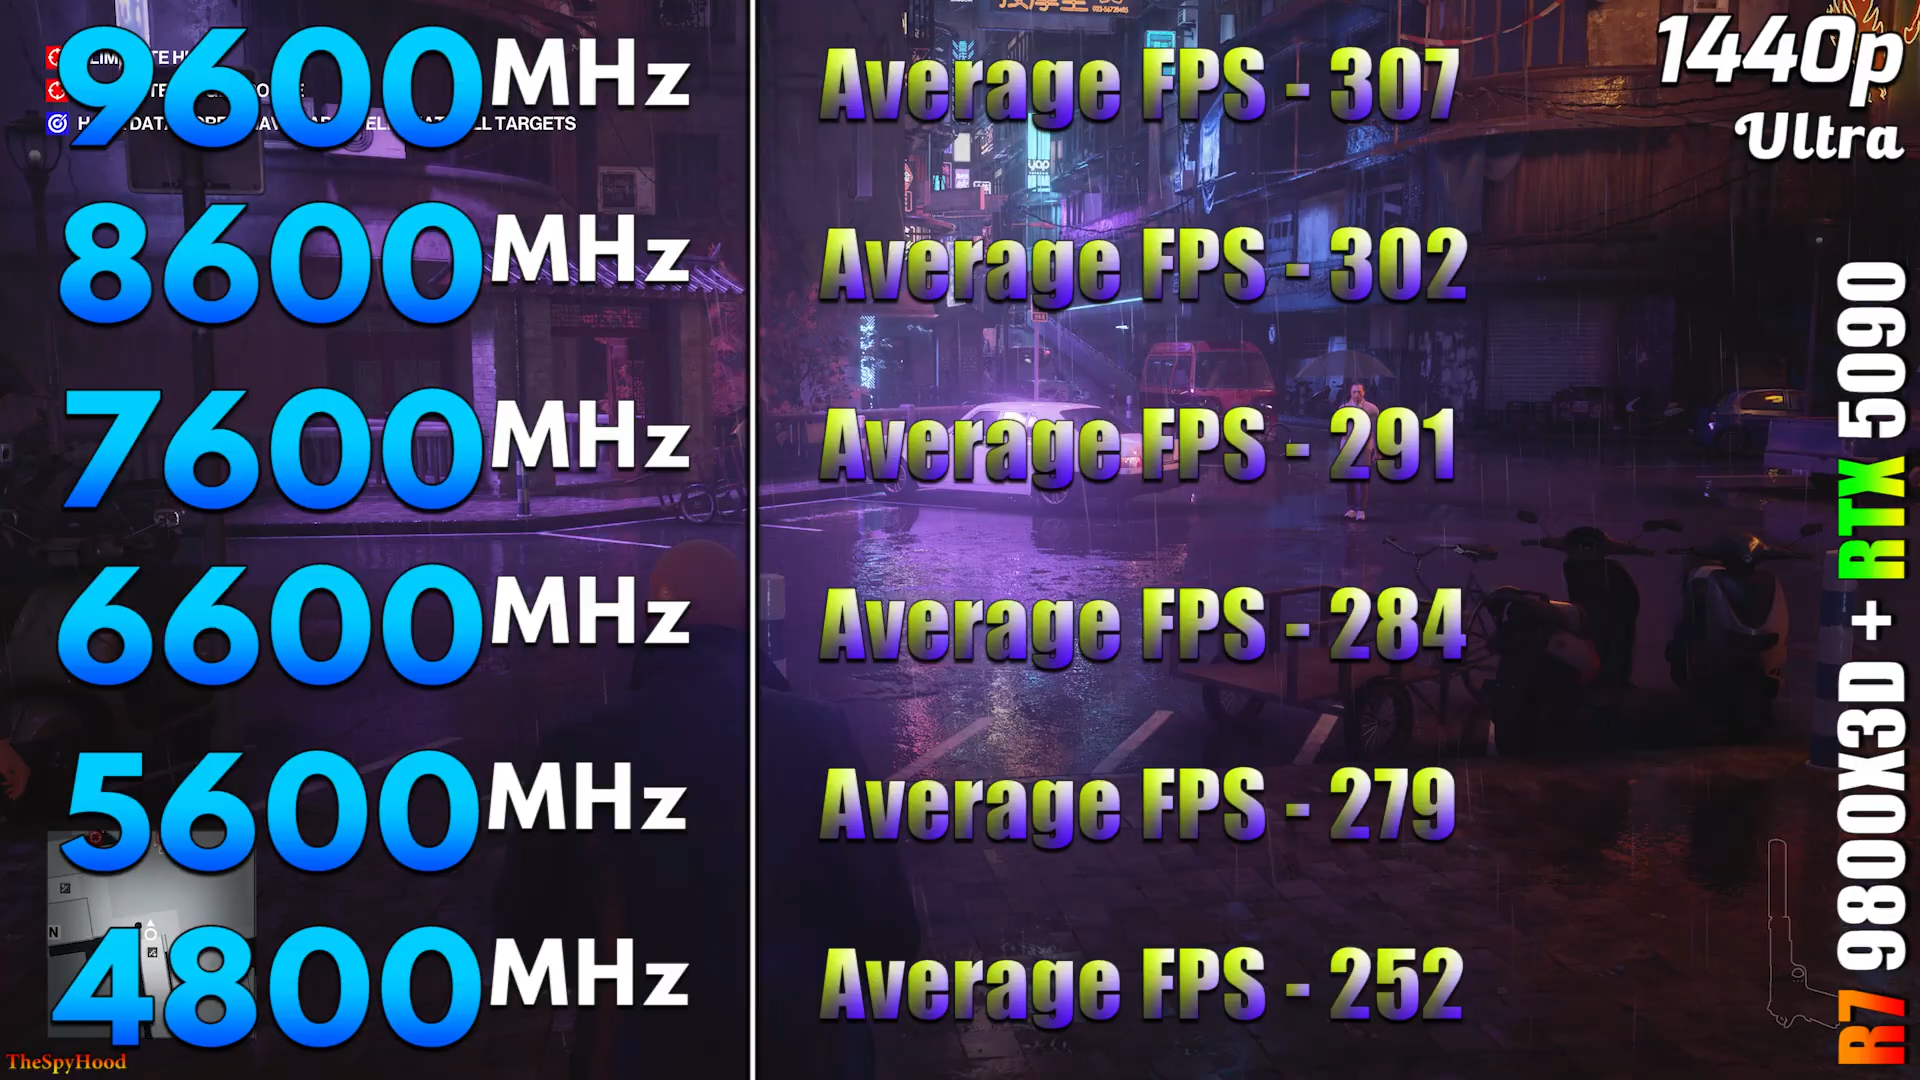 9600MHz Average FPS - 307
8600MHz Average FPS - 302
7600MHz Average FPS - 291
6600MHz Average FPS - 284
5600MHz Average FPS - 279
4800MHz Average FPS - 252
1440p
Ultra
R7 9800X3D + RTX 5090
ALL TARGETS
N
TheSpyHood